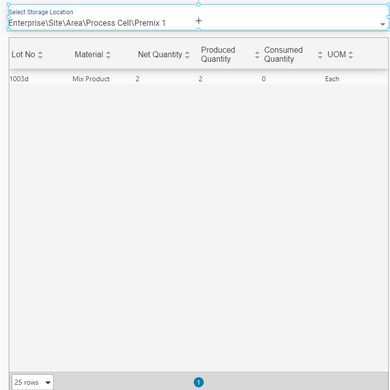 Select Storage Location
Enterprise\Site\Area\Process Cell\Premix 1
Lot No Material Net Quantity Produced Quantity Consumed Quantity UOM
1003d Mix Product 2 2 0 Each
25 rows 1